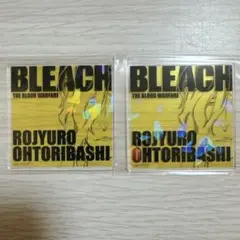 BLEACH
THE BLOOD WARFARE
ROJYURO
OHTORIBASHI
BLEACH
THE BLOOD WARFARE
ROJYURO
OHTORIBASHI